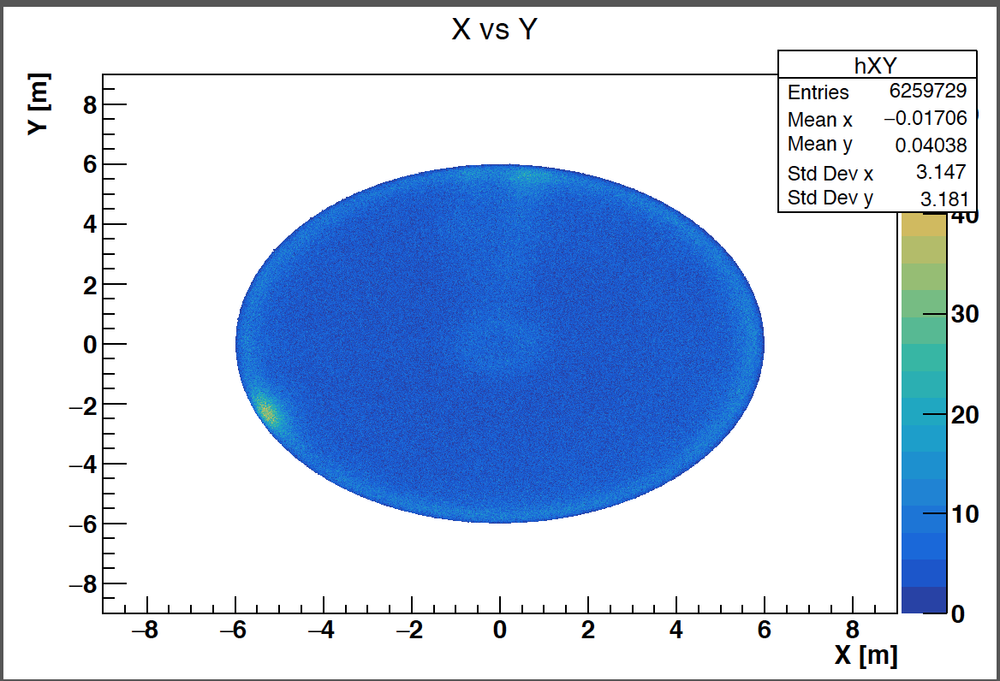 X vs Y
hXY
Entries 6259729
Mean x −0.01706
Mean y 0.04038
Std Dev x 3.147
Std Dev y 3.181
Y [m]
8
6
4
2
0
−2
−4
−6
−8
−8 −6 −4 −2 0 2 4 6 8
X [m]
40
30
20
10
0